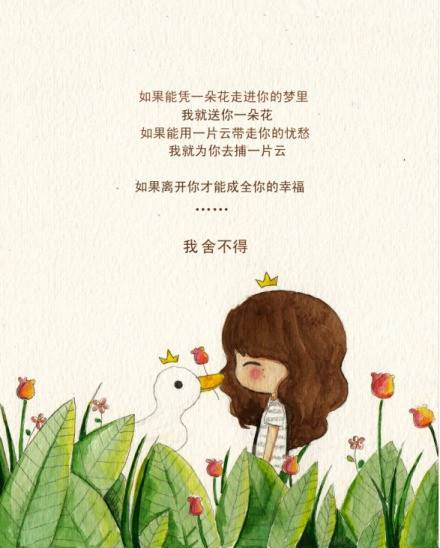 如果能凭一朵花走进你的梦里
我就送你一朵花
如果能用一片云带走你的忧愁
我就为你去捕一片云
如果离开你才能成全你的幸福
……
我舍不得